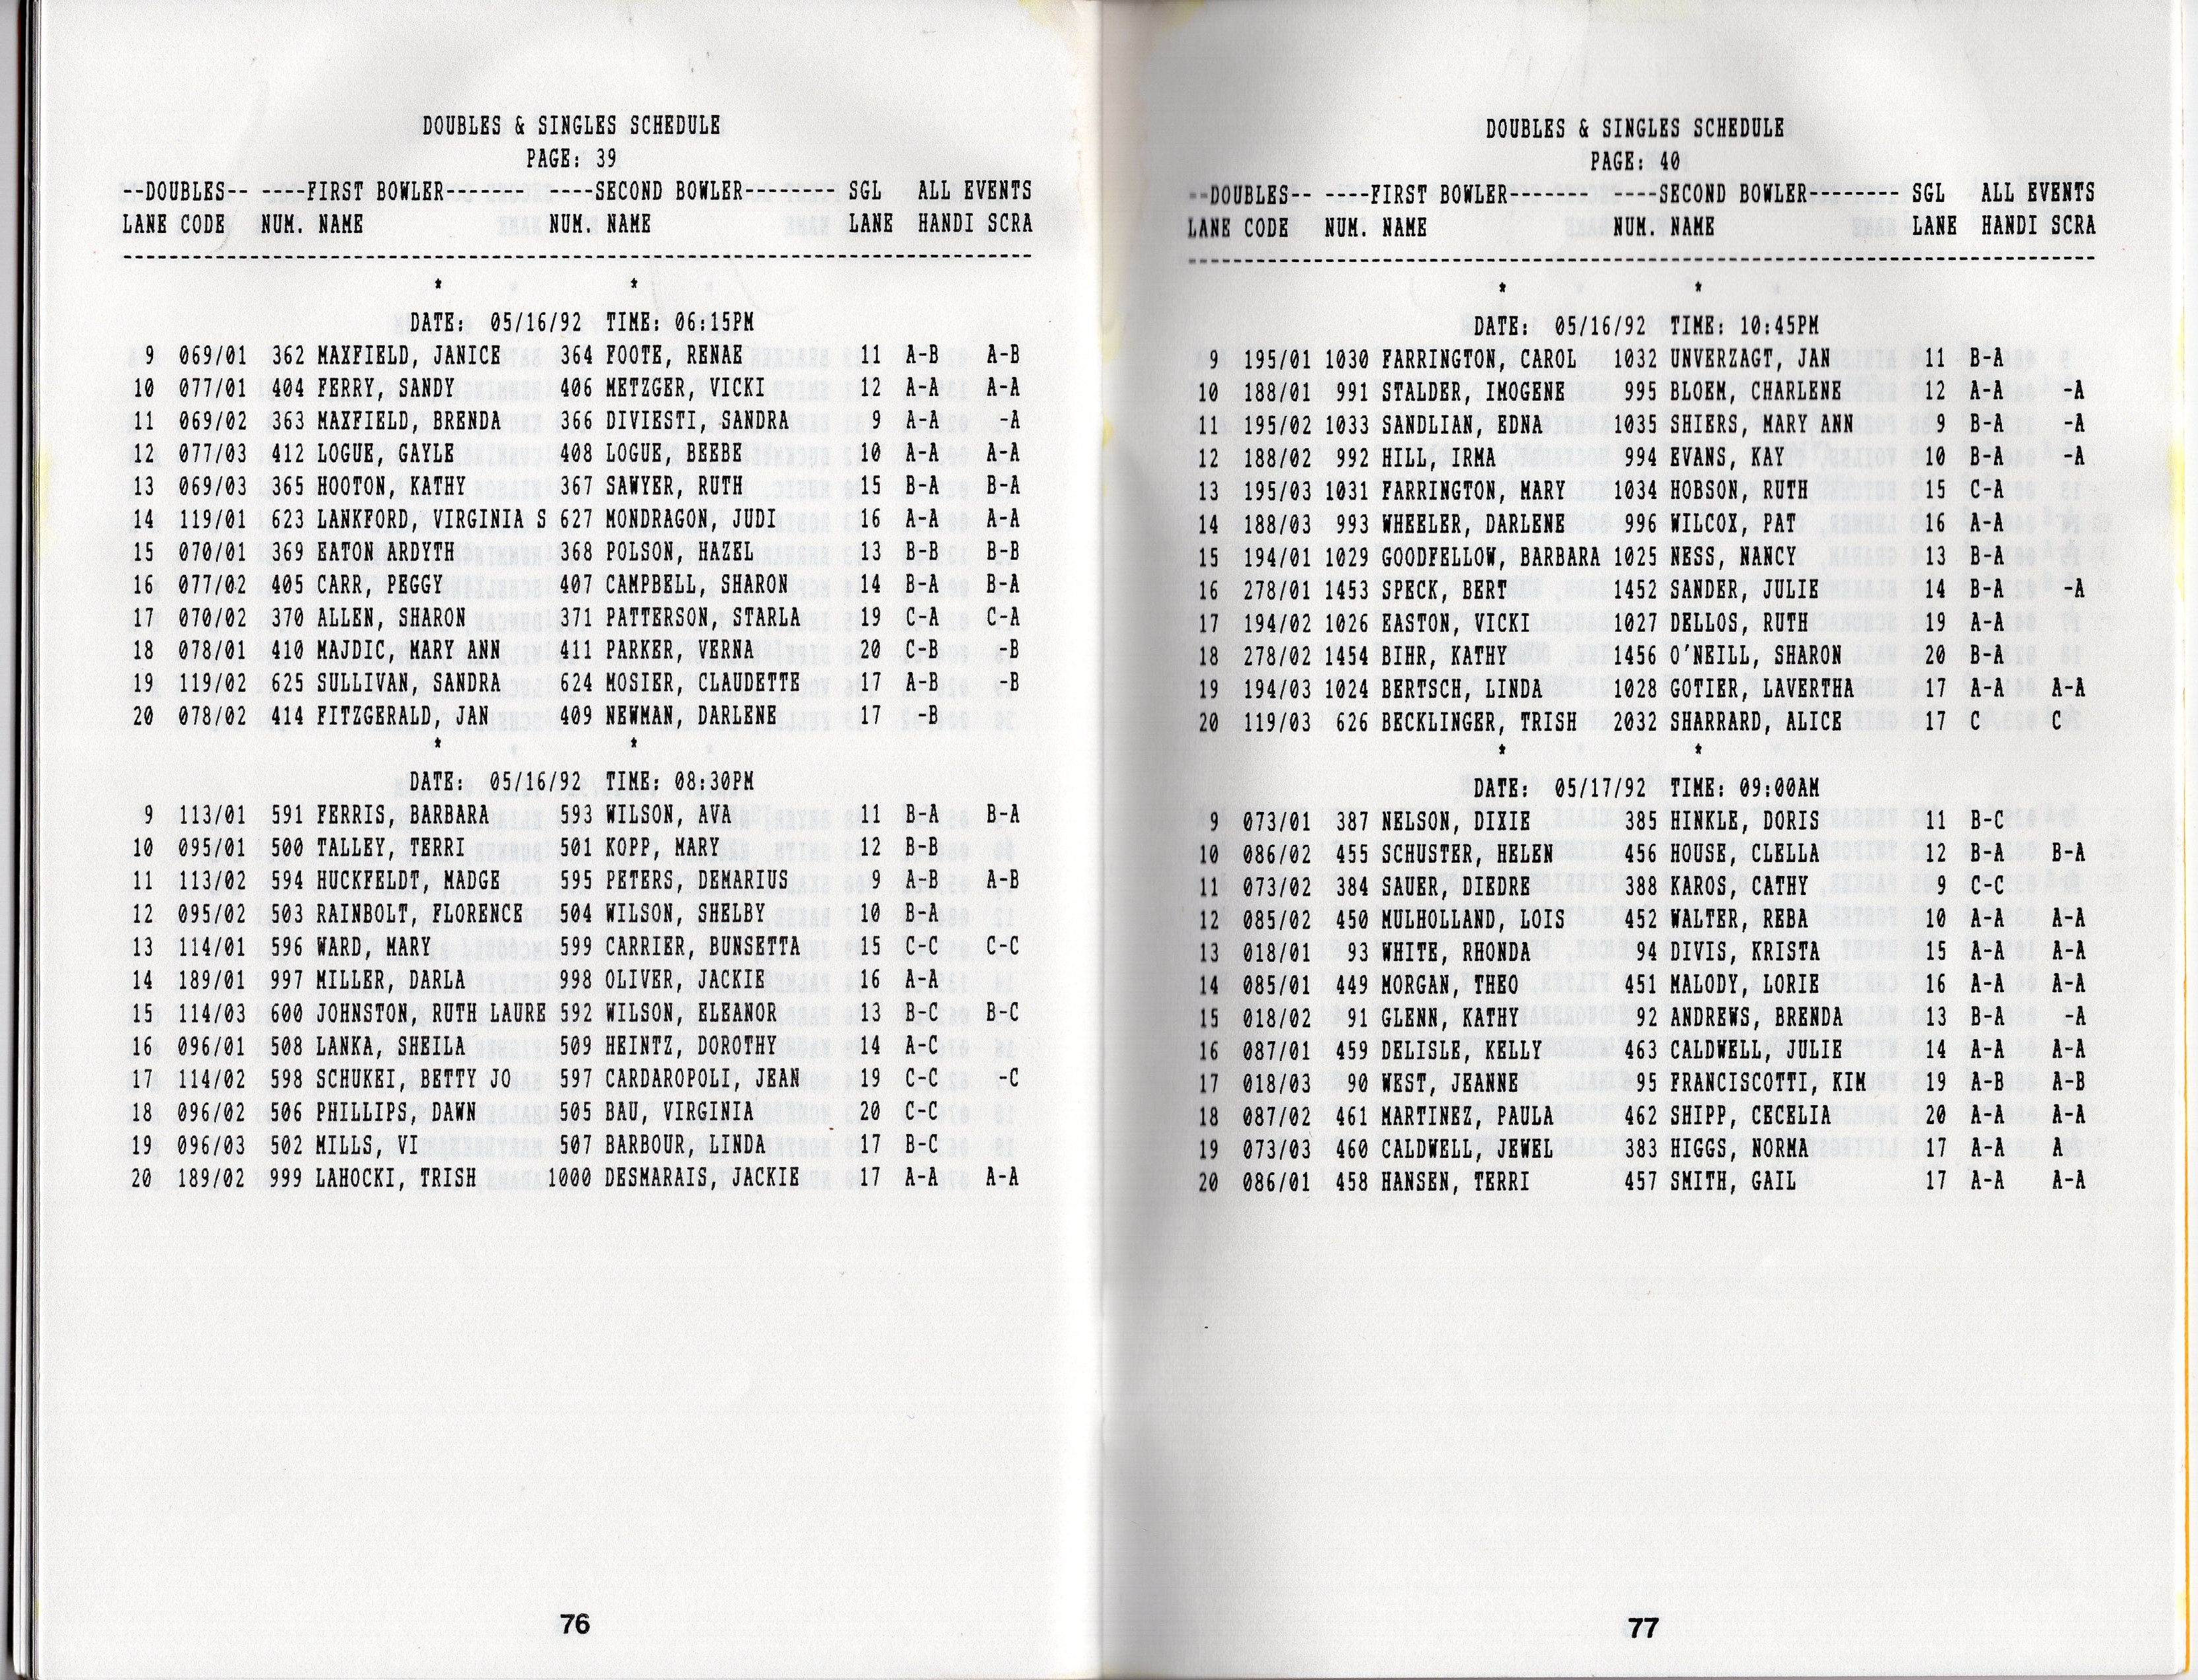 DOUBLES & SINGLES SCHEDULE
PAGE: 39
--DOUBLES-- ----FIRST BOWLER------- ----SECOND BOWLER-------- SGL ALL EVENTS
LANE CODE NUM. NAME NUM. NAME LANE HANDI SCRA
* *
DATE: 05/16/92 TIME: 06:15PM
9 069/01 362 MAXFIELD, JANICE 364 FOOTE, RENAE 11 A-B A-B
10 077/01 404 FERRY, SANDY 406 METZGER, VICKI 12 A-A A-A
11 069/02 363 MAXFIELD, BRENDA 366 DIVIESTI, SANDRA 9 A-A -A
12 077/03 412 LOGUE, GAYLE 408 LOGUE, BEEBE 10 A-A A-A
13 069/03 365 HOOTON, KATHY 367 SAWYER, RUTH 15 B-A B-A
14 119/01 623 LANKFORD, VIRGINIA S 627 MONDRAGON, JUDI 16 A-A A-A
15 070/01 369 EATON ARDYTH 368 POLSON, HAZEL 13 B-B B-B
16 077/02 405 CARR, PEGGY 407 CAMPBELL, SHARON 14 B-A B-A
17 070/02 370 ALLEN, SHARON 371 PATTERSON, STARLA 19 C-A C-A
18 078/01 410 MAJDIC, MARY ANN 411 PARKER, VERNA 20 C-B -B
19 119/02 625 SULLIVAN, SANDRA 624 MOSIER, CLAUDETTE 17 A-B -B
20 078/02 414 FITZGERALD, JAN 409 NEWMAN, DARLENE 17 -B
* *
DATE: 05/16/92 TIME: 08:30PM
9 113/01 591 FERRIS, BARBARA 593 WILSON, AVA 11 B-A B-A
10 095/01 500 TALLEY, TERRI 501 KOPP, MARY 12 B-B
11 113/02 594 HUCKFELDT, MADGE 595 PETERS, DEMARIUS 9 A-B A-B
12 095/02 503 RAINBOLT, FLORENCE 504 WILSON, SHELBY 10 B-A
13 114/01 596 WARD, MARY 599 CARRIER, BUNSETTA 15 C-C C-C
14 189/01 997 MILLER, DARLA 998 OLIVER, JACKIE 16 A-A
15 114/03 600 JOHNSTON, RUTH LAURE 592 WILSON, ELEANOR 13 B-C B-C
16 096/01 508 LANKA, SHEILA 509 HEINTZ, DOROTHY 14 A-C
17 114/02 598 SCHUKEI, BETTY JO 597 CARDAROPOLI, JEAN 19 C-C -C
18 096/02 506 PHILLIPS, DAWN 505 BAU, VIRGINIA 20 C-C
19 096/03 502 MILLS, VI 507 BARBOUR, LINDA 17 B-C
20 189/02 999 LAHOCKI, TRISH 1000 DESMARAIS, JACKIE 17 A-A A-A
76
DOUBLES & SINGLES SCHEDULE
PAGE: 40
--DOUBLES-- ----FIRST BOWLER------- ----SECOND BOWLER-------- SGL ALL EVENTS
LANE CODE NUM. NAME NUM. NAME LANE HANDI SCRA
* *
DATE: 05/16/92 TIME: 10:45PM
9 195/01 1030 FARRINGTON, CAROL 1032 UNVERZAGT, JAN 11 B-A
10 188/01 991 STALDER, IMOGENE 995 BLOEM, CHARLENE 12 A-A -A
11 195/02 1033 SANDLIAN, EDNA 1035 SHIERS, MARY ANN 9 B-A -A
12 188/02 992 HILL, IRMA 994 EVANS, KAY 10 B-A -A
13 195/03 1031 FARRINGTON, MARY 1034 HOBSON, RUTH 15 C-A
14 188/03 993 WHEELER, DARLENE 996 WILCOX, PAT 16 A-A
15 194/01 1029 GOODFELLOW, BARBARA 1025 NESS, NANCY 13 B-A
16 278/01 1453 SPECK, BERT 1452 SANDER, JULIE 14 B-A -A
17 194/02 1026 EASTON, VICKI 1027 DELLOS, RUTH 19 A-A
18 278/02 1454 BIHR, KATHY 1456 O'NEILL, SHARON 20 B-A
19 194/03 1024 BERTSCH, LINDA 1028 GOTIER, LAVERTHA 17 A-A A-A
20 119/03 626 BECKLINGER, TRISH 2032 SHARRARD, ALICE 17 C C
* *
DATE: 05/17/92 TIME: 09:00AM
9 073/01 387 NELSON, DIXIE 385 HINKLE, DORIS 11 B-C
10 086/02 455 SCHUSTER, HELEN 456 HOUSE, CLELLA 12 B-A B-A
11 073/02 384 SAUER, DIEDRE 388 KAROS, CATHY 9 C-C
12 085/02 450 MULHOLLAND, LOIS 452 WALTER, REBA 10 A-A A-A
13 018/01 93 WHITE, RHONDA 94 DIVIS, KRISTA 15 A-A A-A
14 085/01 449 MORGAN, THEO 451 MALODY, LORIE 16 A-A A-A
15 018/02 91 GLENN, KATHY 92 ANDREWS, BRENDA 13 B-A -A
16 087/01 459 DELISLE, KELLY 463 CALDWELL, JULIE 14 A-A A-A
17 018/03 90 WEST, JEANNE 95 FRANCISCOTTI, KIM 19 A-B A-B
18 087/02 461 MARTINEZ, PAULA 462 SHIPP, CECELIA 20 A-A A-A
19 073/03 460 CALDWELL, JEWEL 383 HIGGS, NORMA 17 A-A A
20 086/01 458 HANSEN, TERRI 457 SMITH, GAIL 17 A-A A-A
77